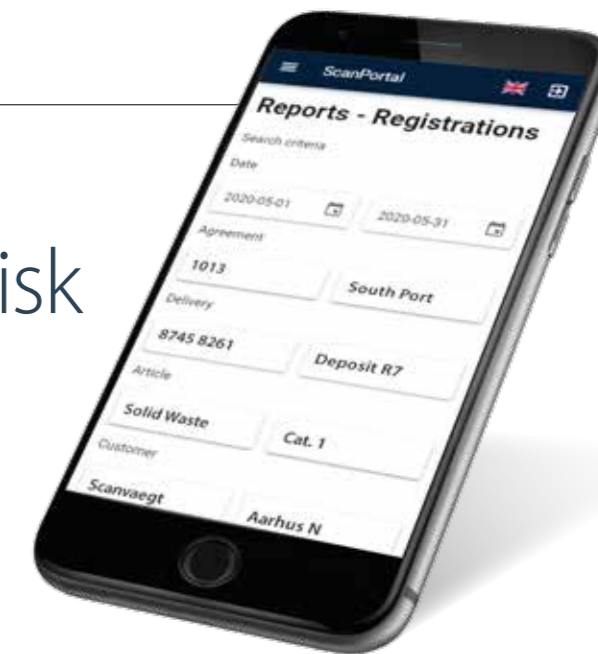 ScanPortal
Reports - Registrations
Search criteria
Date
2020-05-01 2020-05-31
Agreement
1013 South Port
isk
Delivery
8745 8261 Deposit R7
Article
Solid Waste Cat. 1
Customer
Scanvaegt Aarhus N